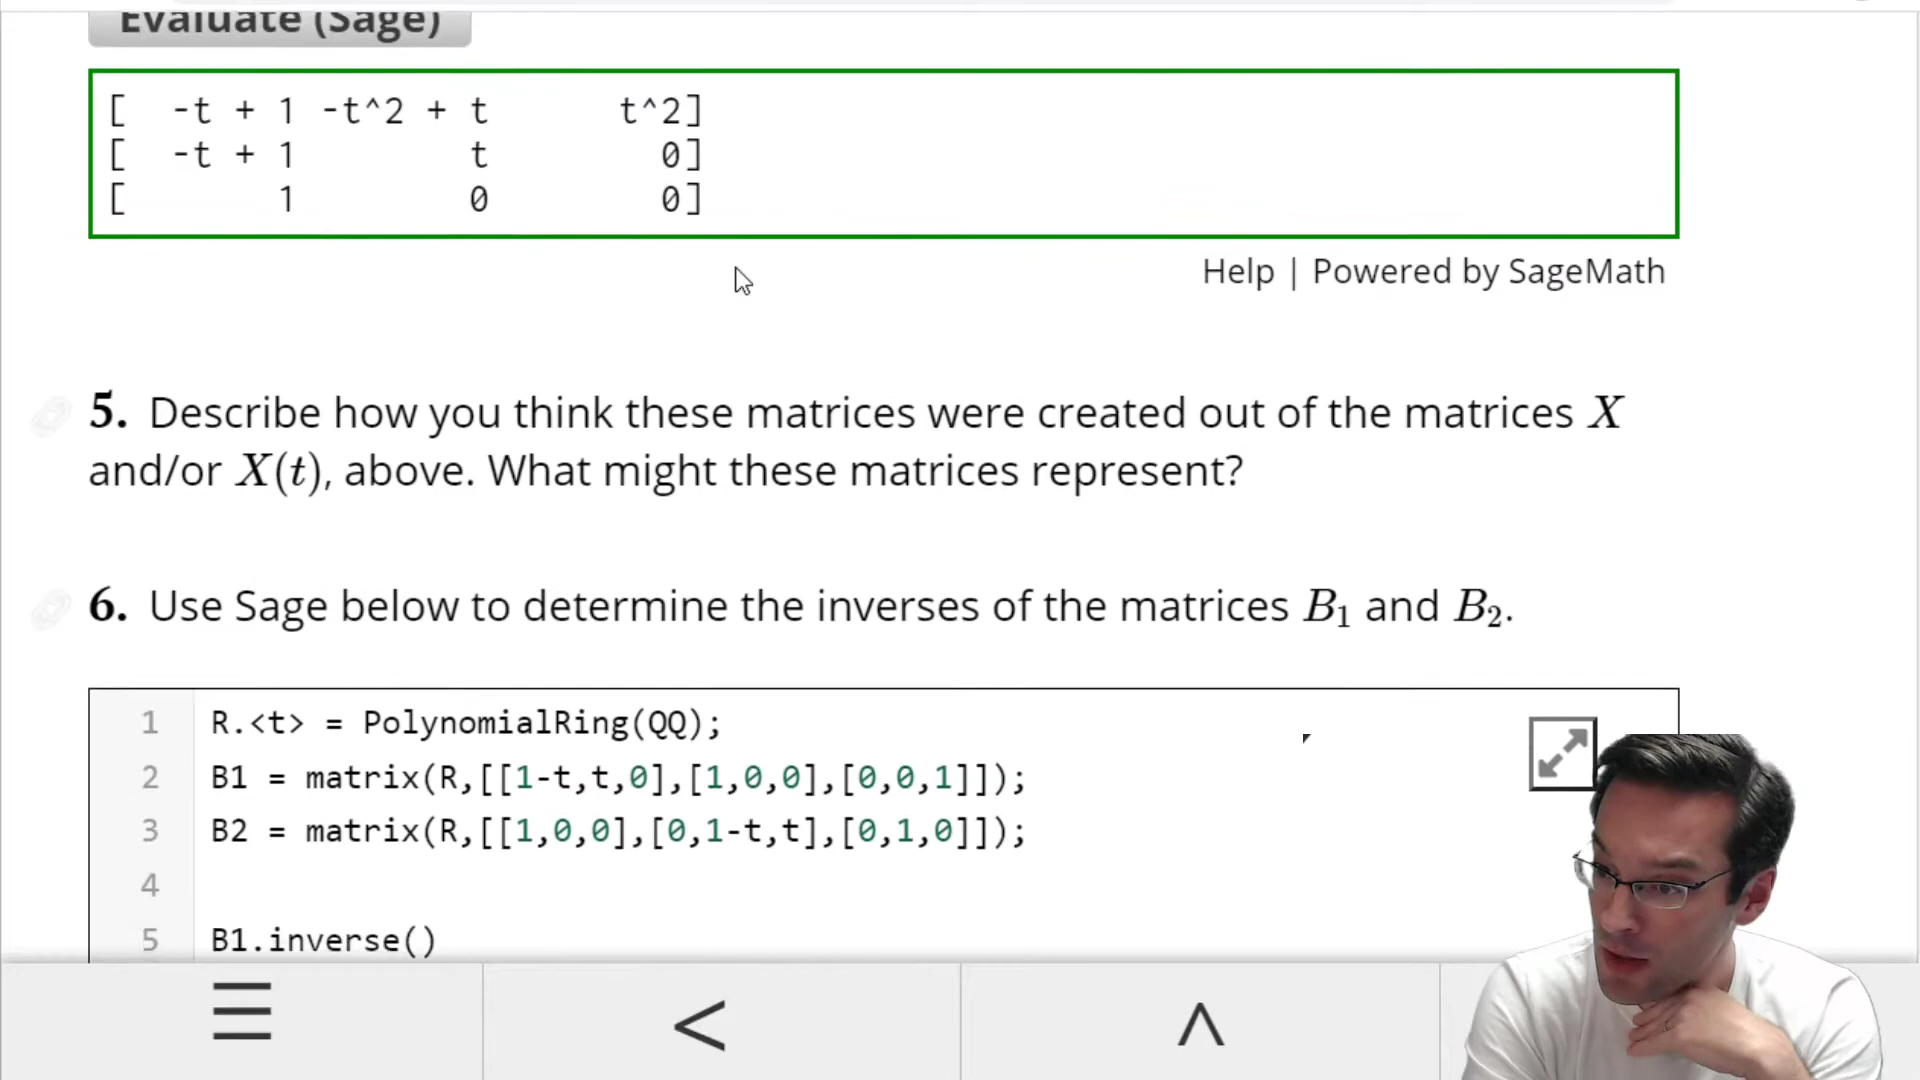 Evaluate (Sage)
[  -t + 1 -t^2 + t       t^2]
[  -t + 1        t         0]
[       1        0         0]
Help | Powered by SageMath
5. Describe how you think these matrices were created out of the matrices X
and/or X(t), above. What might these matrices represent?
6. Use Sage below to determine the inverses of the matrices B₁ and B₂.
1 R.<t> = PolynomialRing(QQ);
2 B1 = matrix(R,[[1-t,t,0],[1,0,0],[0,0,1]]);
3 B2 = matrix(R,[[1,0,0],[0,1-t,t],[0,1,0]]);
4
5 B1.inverse()